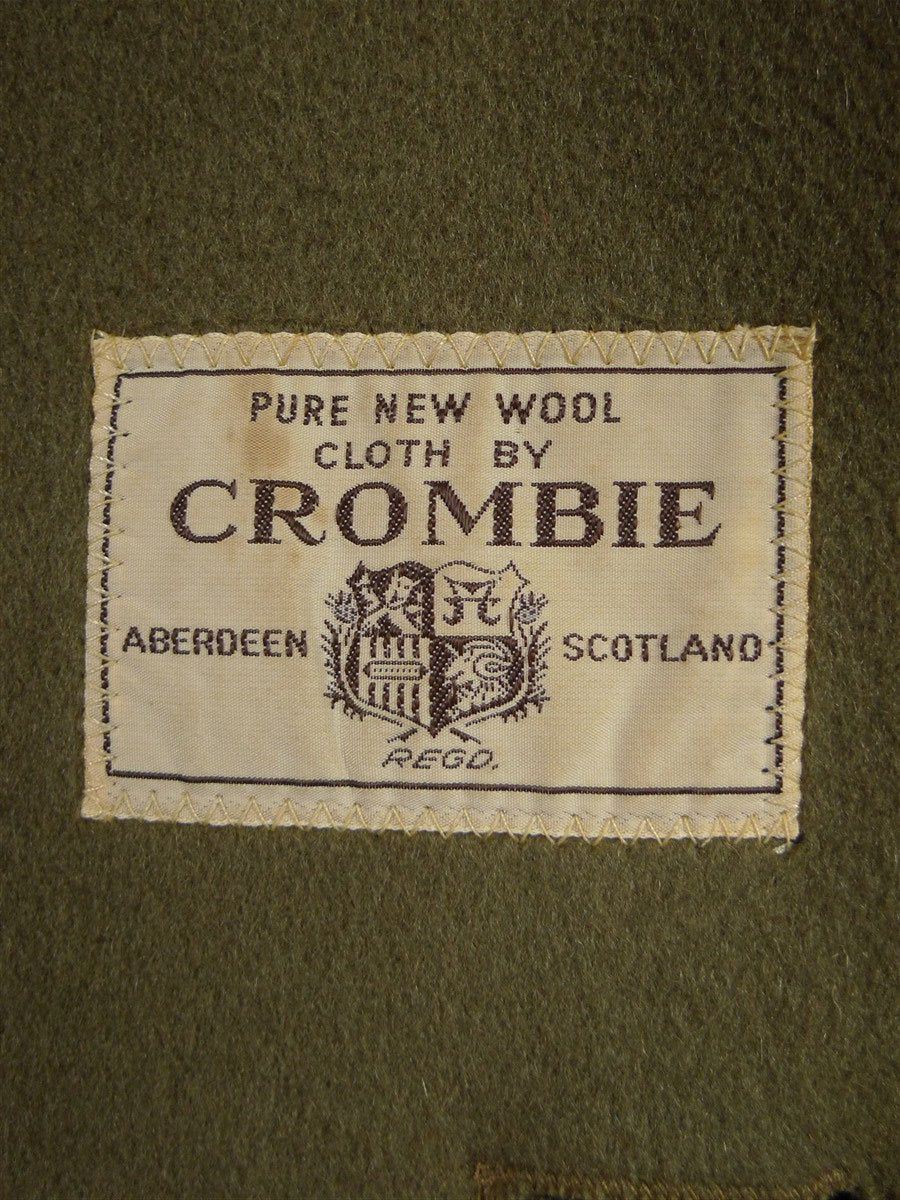 PURE NEW WOOL
CLOTH BY
CROMBIE
ABERDEEN SCOTLAND
REGD.